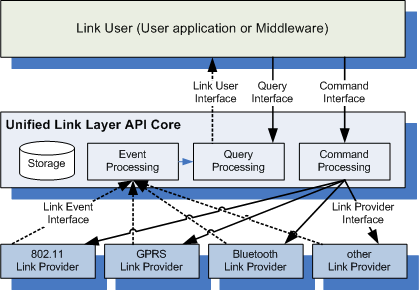 Link User (User application or Middleware)
Link User
Interface
Query
Interface
Command
Interface
Unified Link Layer API Core
Storage
Event
Processing
Query
Processing
Command
Processing
Link Event
Interface
Link Provider
Interface
802.11
Link Provider
GPRS
Link Provider
Bluetooth
Link Provider
other
Link Provider